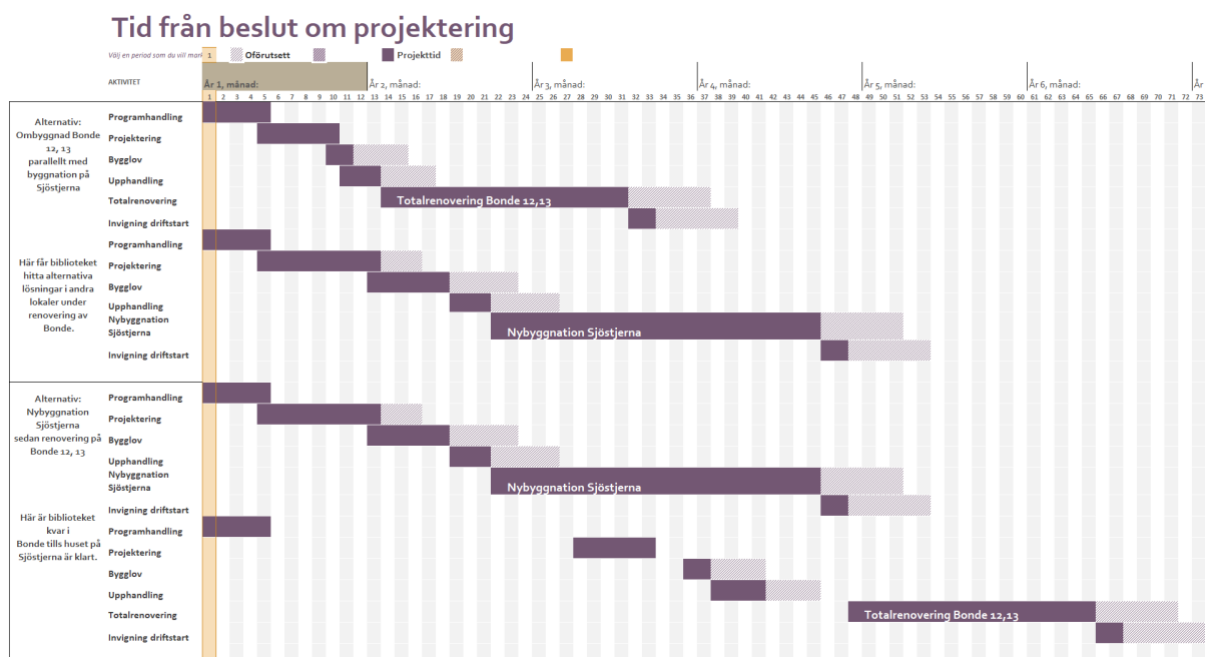 Tid från beslut om projektering
Välj en period som du vill mar 1 Oförutsett Projekttid
AKTIVITET År 1, månad: År 2, månad: År 3, månad: År 4, månad: År 5, månad: År 6, månad: År
1 2 3 4 5 6 7 8 9 10 11 12 13 14 15 16 17 18 19 20 21 22 23 24 25 26 27 28 29 30 31 32 33 34 35 36 37 38 39 40 41 42 43 44 45 46 47 48 49 50 51 52 53 54 55 56 57 58 59 60 61 62 63 64 65 66 67 68 69 70 71 72 73
Alternativ:
Ombyggnad Bonde
12, 13
parallellt med
byggnation på
Sjöstjerna
Programhandling
Projektering
Bygglov
Upphandling
Totalrenovering
Totalrenovering Bonde 12,13
Invigning driftstart
Här får biblioteket
hitta alternativa
lösningar i andra
lokaler under
renovering av
Bonde.
Programhandling
Projektering
Bygglov
Upphandling
Nybyggnation
Sjöstjerna
Nybyggnation Sjöstjerna
Invigning driftstart
Alternativ:
Nybyggnation
Sjöstjerna
sedan renovering på
Bonde 12, 13
Programhandling
Projektering
Bygglov
Upphandling
Nybyggnation
Sjöstjerna
Nybyggnation Sjöstjerna
Invigning driftstart
Här är biblioteket
kvar i
Bonde tills huset på
Sjöstjerna är klart.
Programhandling
Projektering
Bygglov
Upphandling
Totalrenovering
Totalrenovering Bonde 12,13
Invigning driftstart